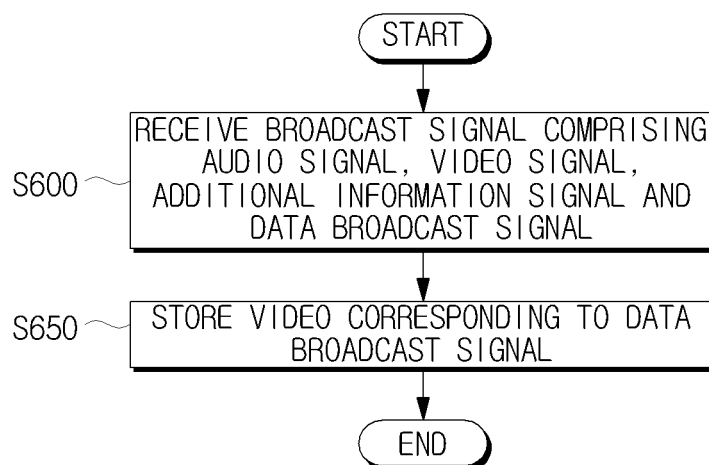 START
RECEIVE BROADCAST SIGNAL COMPRISING
AUDIO SIGNAL, VIDEO SIGNAL,
S600
ADDITIONAL INFORMATION SIGNAL AND
DATA BROADCAST SIGNAL
S650
STORE VIDEO CORRESPONDING TO DATA
BROADCAST SIGNAL
END